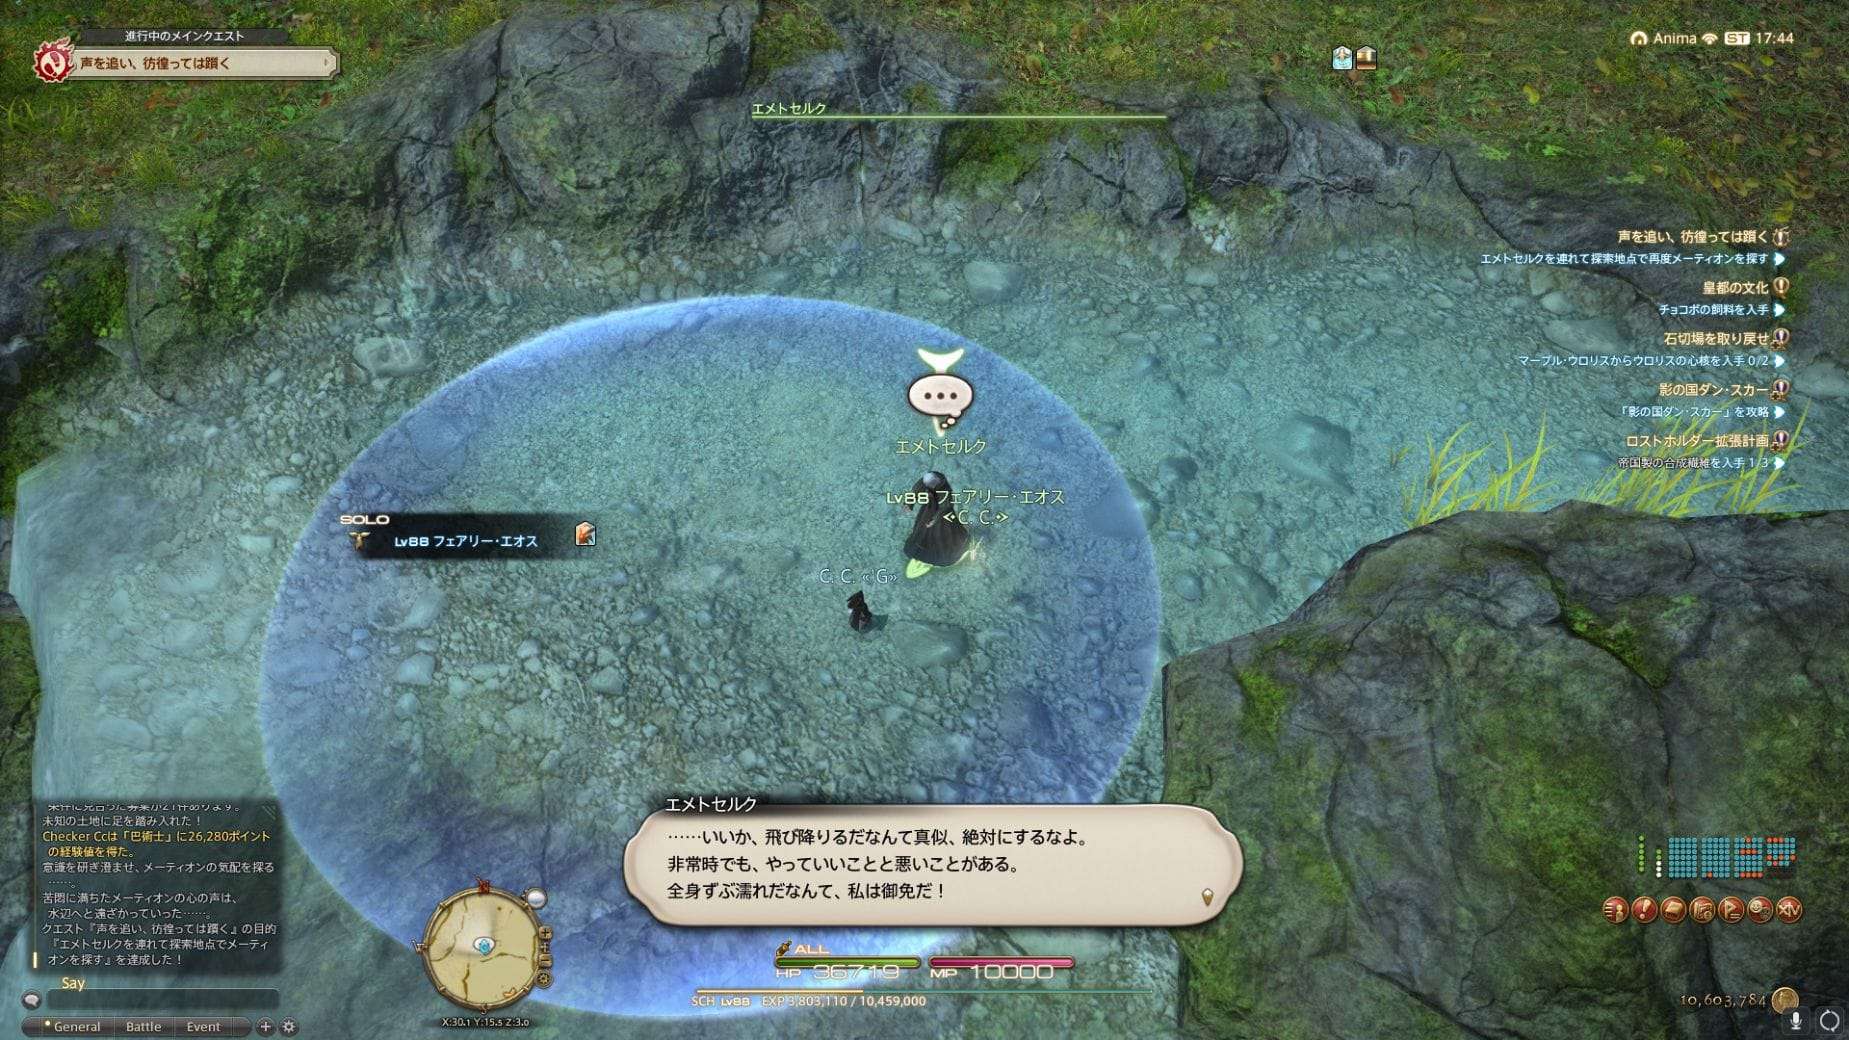 進行中のメインクエスト
声を追い、彷徨っては躓く
Anima ST 17:44
エメトセルク
声を追い、彷徨っては躓く
エメトセルクを連れて探索地点で再度メーティオンを探す
皇都の文化
チョコボの飼料を入手
石切場を取り戻せ
マーブル・ウロリスからウロリスの心核を入手 0/2
影の国ダン・スカー
「影の国ダン・スカー」を攻略
ロストホルダー拡張計画
帝国製の合成繊維を入手 1/3
エメトセルク
Lv88 フェアリー・エオス
«C. C.»
SOLO
Lv88 フェアリー・エオス
C. C. «G»
エメトセルク
……いいか、飛び降りるだなんて真似、絶対にするなよ。
非常時でも、やっていいことと悪いことがある。
全身ずぶ濡れだなんて、私は御免だ！
条件に見合った募集が21件あります。
未知の土地に足を踏み入れた！
Checker Ccは「巴術士」に26,280ポイント
の経験値を得た。
意識を研ぎ澄ませ、メーティオンの気配を探る
……。
苦悶に満ちたメーティオンの心の声は、
水辺へと遠ざかっていった……。
クエスト『声を追い、彷徨っては躓く』の目的
『エメトセルクを連れて探索地点でメーティ
オンを探す』を達成した！
Say
General Battle Event
X:30.1 Y:15.5 Z:3.0
ALL
HP 36719 MP 10000
SCH Lv88 EXP 3,803,110 / 10,459,000
XIV
10,603,784